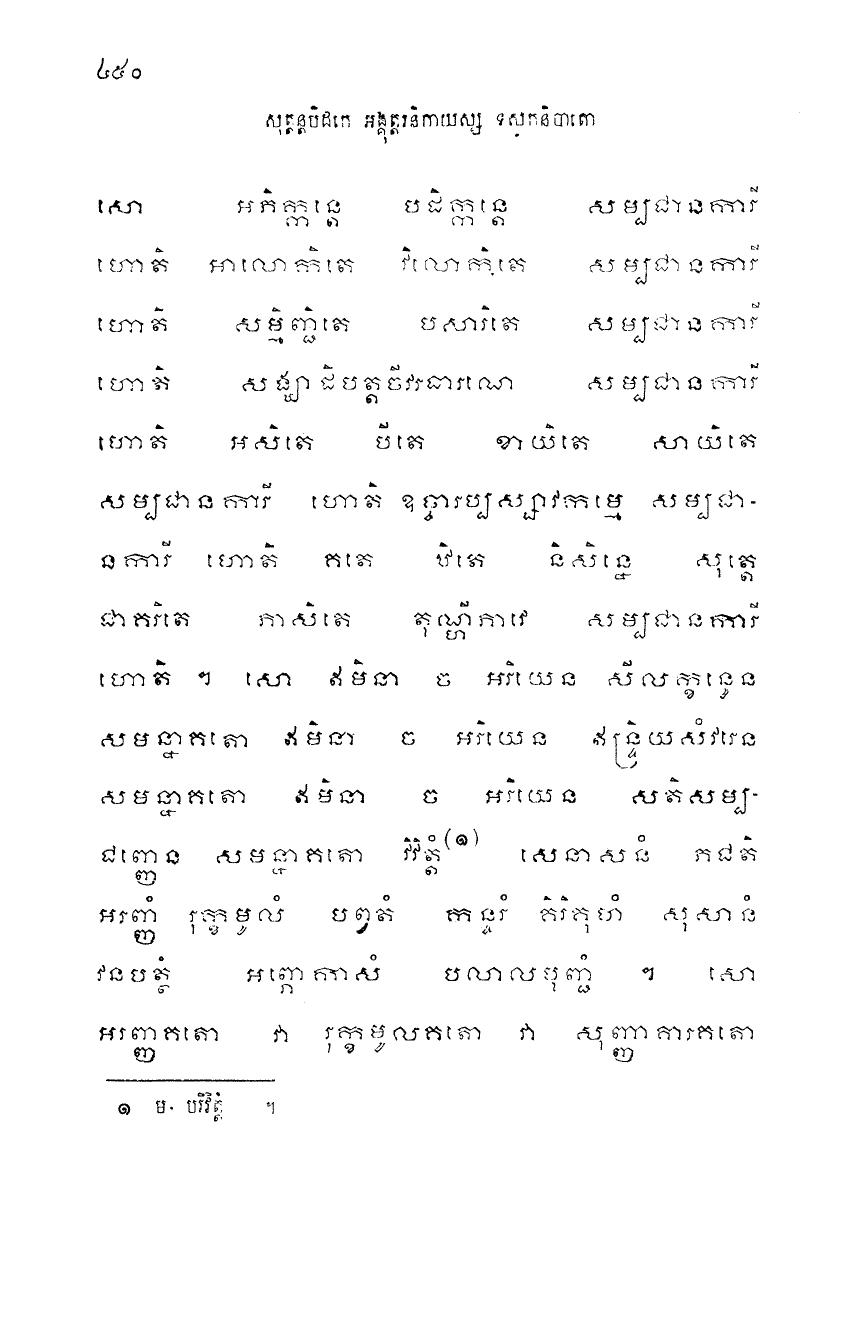 ៤៥០
សុត្តន្តបិដកេ អង្គុត្តរនិកាយស្ស ទសកនិបាតោ
សោ អភិក្កន្តេ បដិក្កន្តេ សម្បជានការី
ហោតិ អាលោកិតេ វិលោកិតេ សម្បជានការី
ហោតិ សម្មិញ្ជិតេ បសារិតេ សម្បជានការី
ហោតិ សង្ឃាដិបត្តចីវរធារណេ សម្បជានការី
ហោតិ អសិតេ បីតេ ខាយិតេ សាយិតេ
សម្បជានការី ហោតិ ឧច្ចារប្បស្សាវកម្មេ សម្បជា-
នការី ហោតិ គតេ ឋិតេ និសិន្នេ សុត្តេ
ជាគរិតេ ភាសិតេ តុណ្ហីភាវេ សម្បជានការី
ហោតិ ។ សោ ឥមិនា ច អរិយេន សីលក្ខន្ធេន
សមន្នាគតោ ឥមិនា ច អរិយេន ឥន្ទ្រិយសំវរេន
សមន្នាគតោ ឥមិនា ច អរិយេន សតិសម្ប-
ជញ្ញេន សមន្នាគតោ វិវិត្តំ(១) សេនាសនំ ភជតិ
អរញ្ញំ រុក្ខមូលំ បព្វតំ កន្ទរំ គិរិគុហំ សុសានំ
វនបត្ថំ អព្ភោកាសំ បលាលបុញ្ជំ ។ សោ
អរញ្ញគតោ វា រុក្ខមូលគតោ វា សុញ្ញាគារគតោ
១ ម. បរិវិត្តំ ។